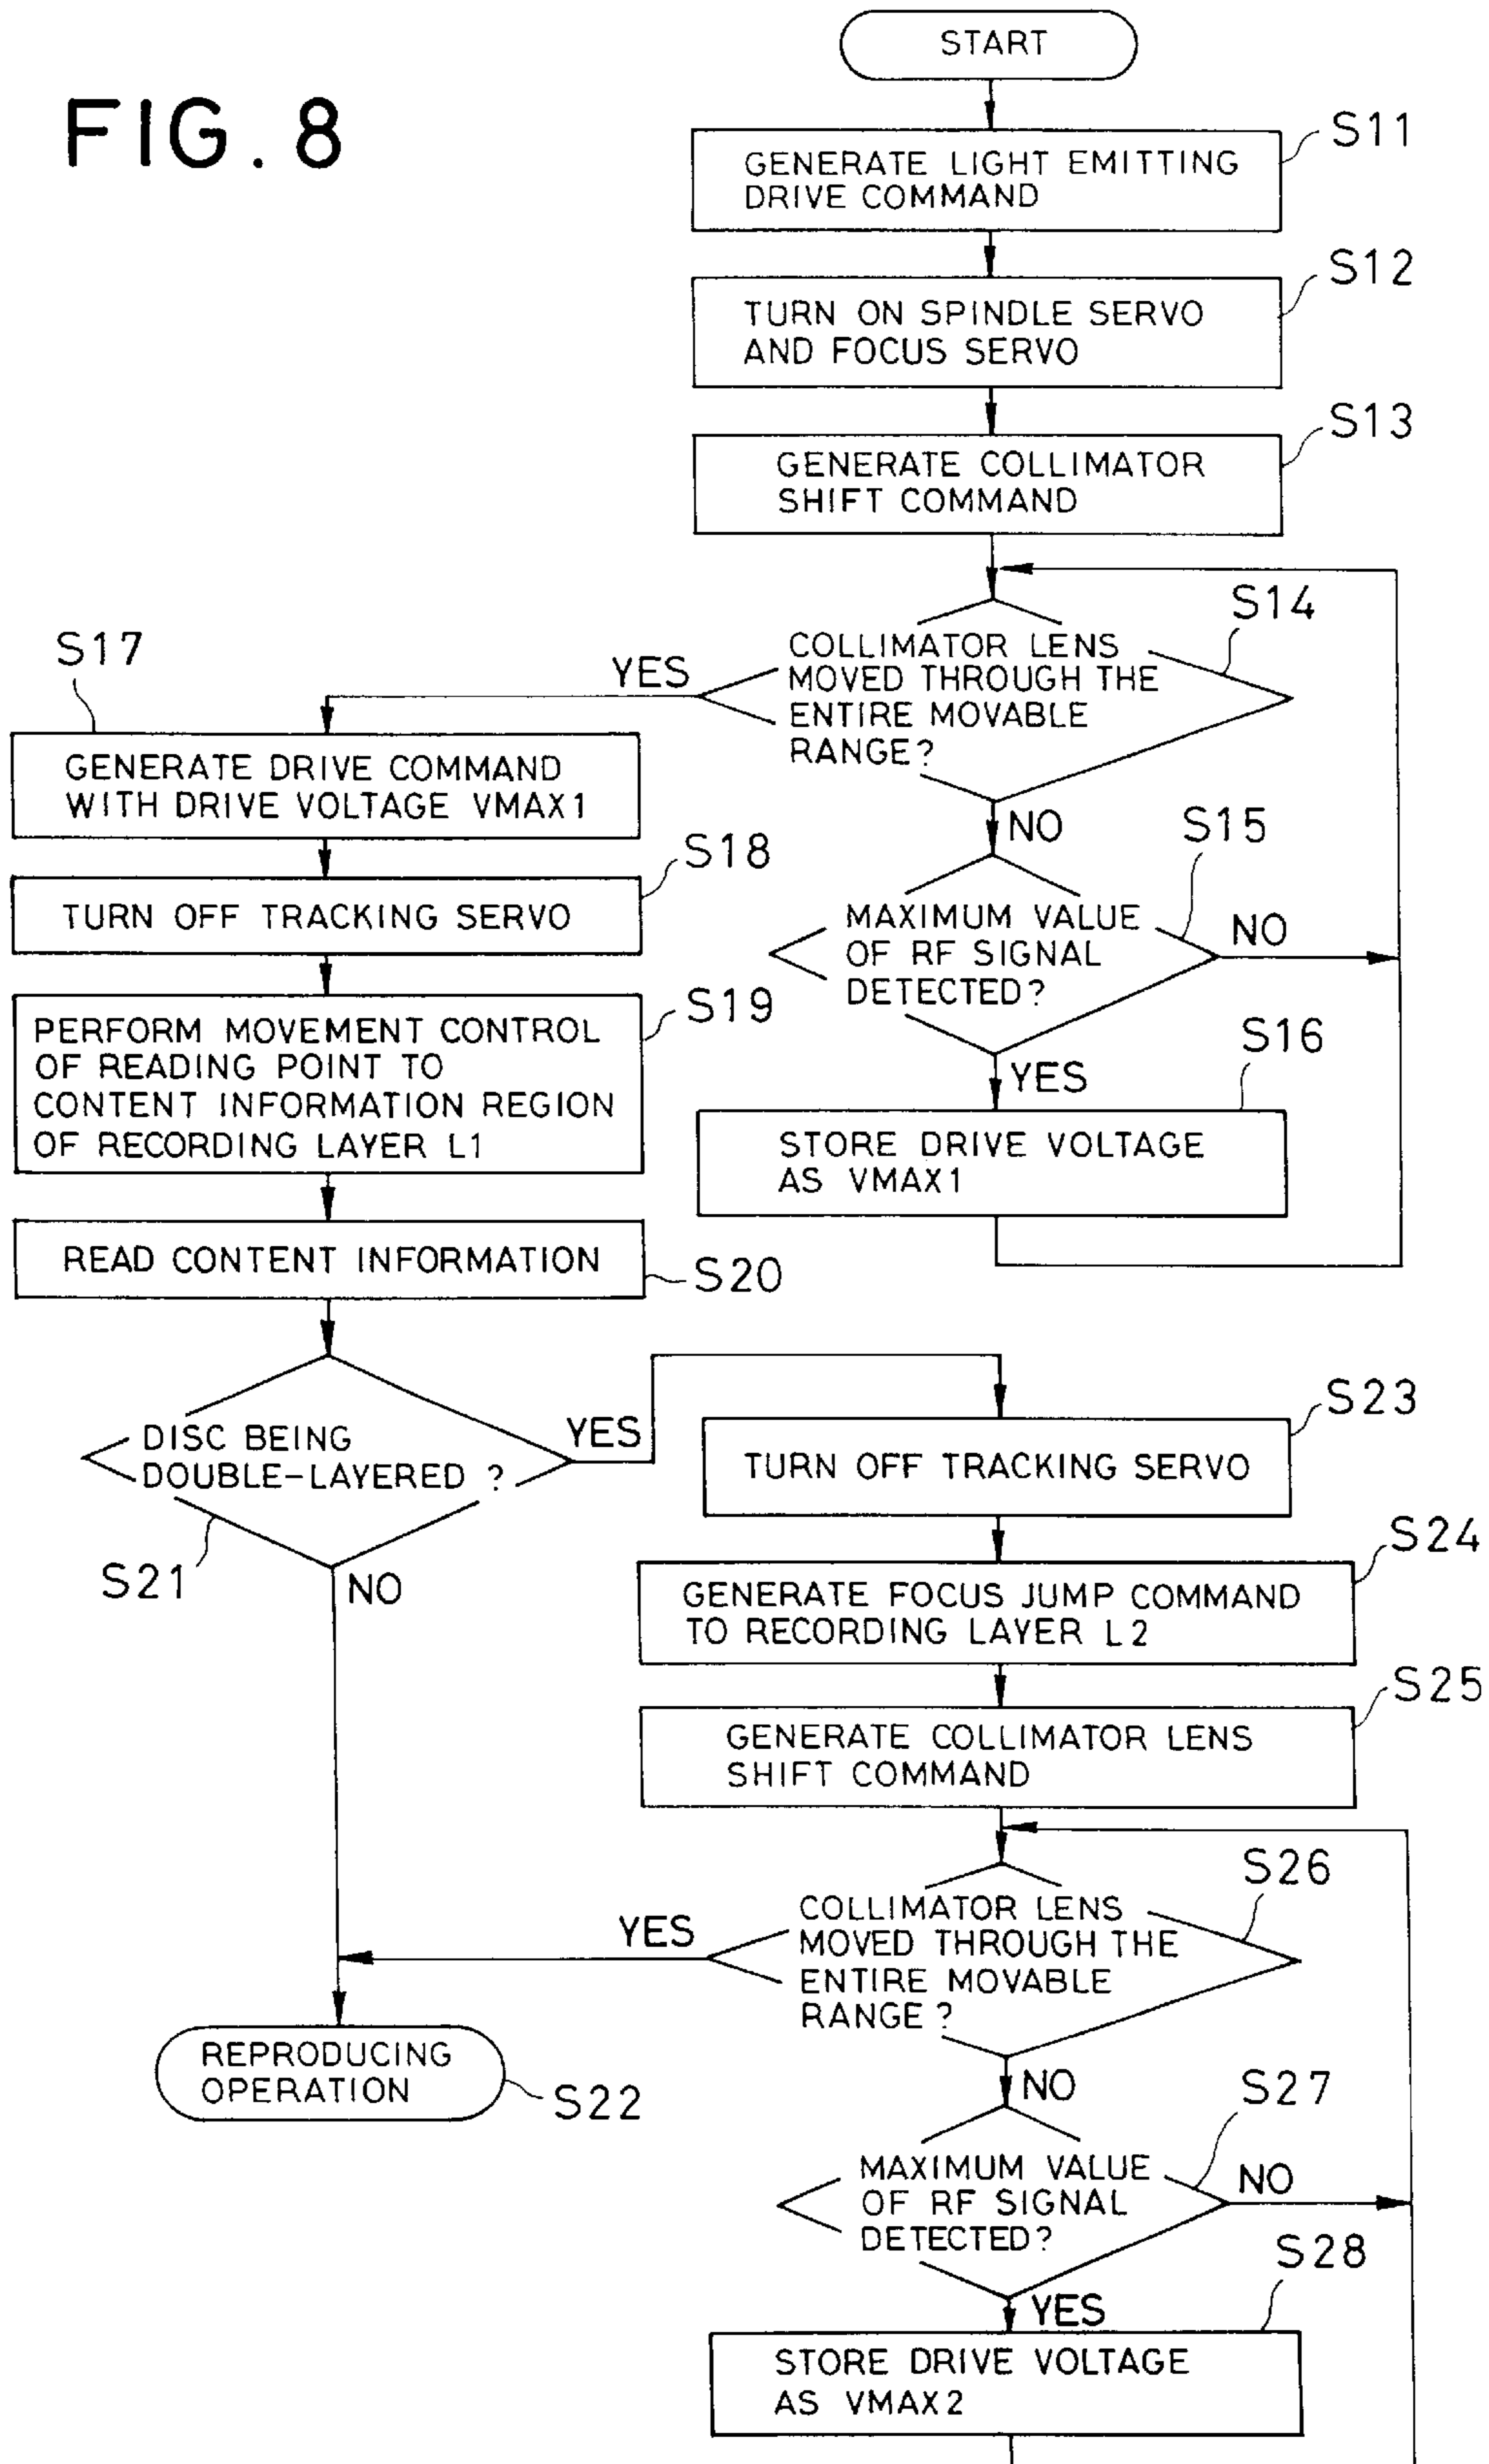 FIG. 8
START
S11
GENERATE LIGHT EMITTING
DRIVE COMMAND
S12
TURN ON SPINDLE SERVO
AND FOCUS SERVO
S13
GENERATE COLLIMATOR
SHIFT COMMAND
S14
COLLIMATOR LENS
MOVED THROUGH THE
ENTIRE MOVABLE
RANGE?
YES
NO
S15
MAXIMUM VALUE
OF RF SIGNAL
DETECTED?
NO
YES
S16
STORE DRIVE VOLTAGE
AS VMAX1
S17
GENERATE DRIVE COMMAND
WITH DRIVE VOLTAGE VMAX1
S18
TURN OFF TRACKING SERVO
S19
PERFORM MOVEMENT CONTROL
OF READING POINT TO
CONTENT INFORMATION REGION
OF RECORDING LAYER L1
READ CONTENT INFORMATION
S20
DISC BEING
DOUBLE-LAYERED ?
YES
S21
NO
S23
TURN OFF TRACKING SERVO
S24
GENERATE FOCUS JUMP COMMAND
TO RECORDING LAYER L2
S25
GENERATE COLLIMATOR LENS
SHIFT COMMAND
S26
COLLIMATOR LENS
MOVED THROUGH THE
ENTIRE MOVABLE
RANGE?
YES
NO
REPRODUCING
OPERATION
S22
S27
MAXIMUM VALUE
OF RF SIGNAL
DETECTED?
NO
YES
S28
STORE DRIVE VOLTAGE
AS VMAX2